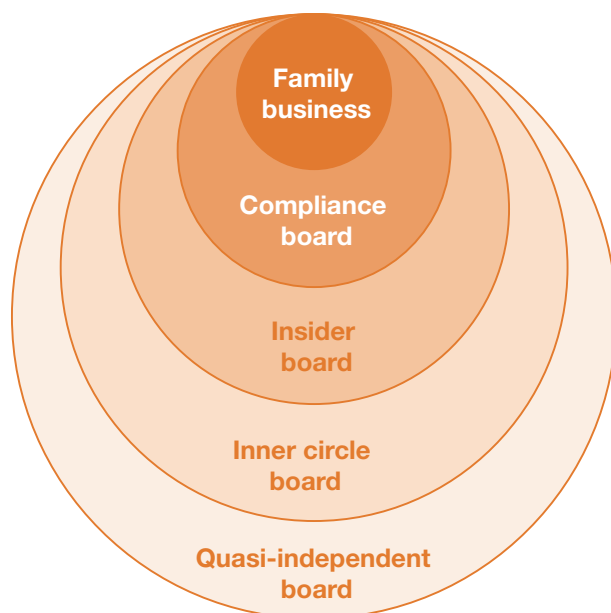 Family
business
Compliance
board
Insider
board
Inner circle
board
Quasi-independent
board